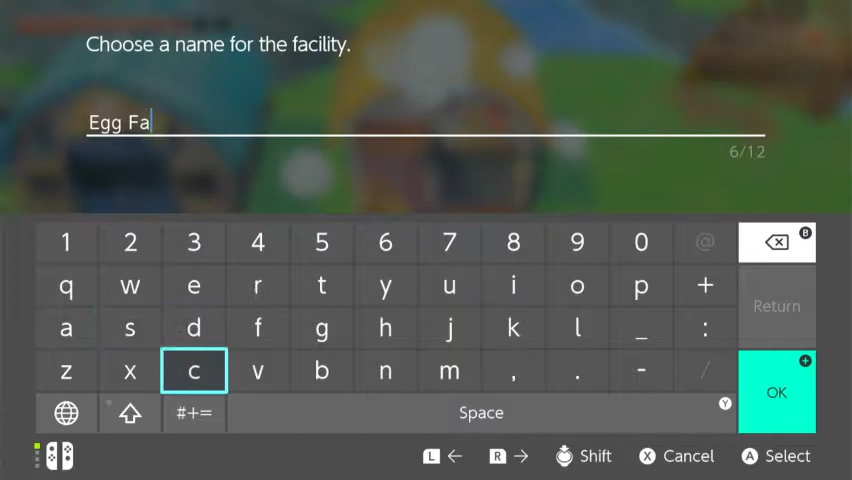 Choose a name for the facility.
Egg Fa
6/12
1 2 3 4 5 6 7 8 9 0 @ B
q w e r t y u i o p + Return
a s d f g h j k l _ :
z x c v b n m , . - / + OK
#+= Space Y
L ← R → Shift X Cancel A Select